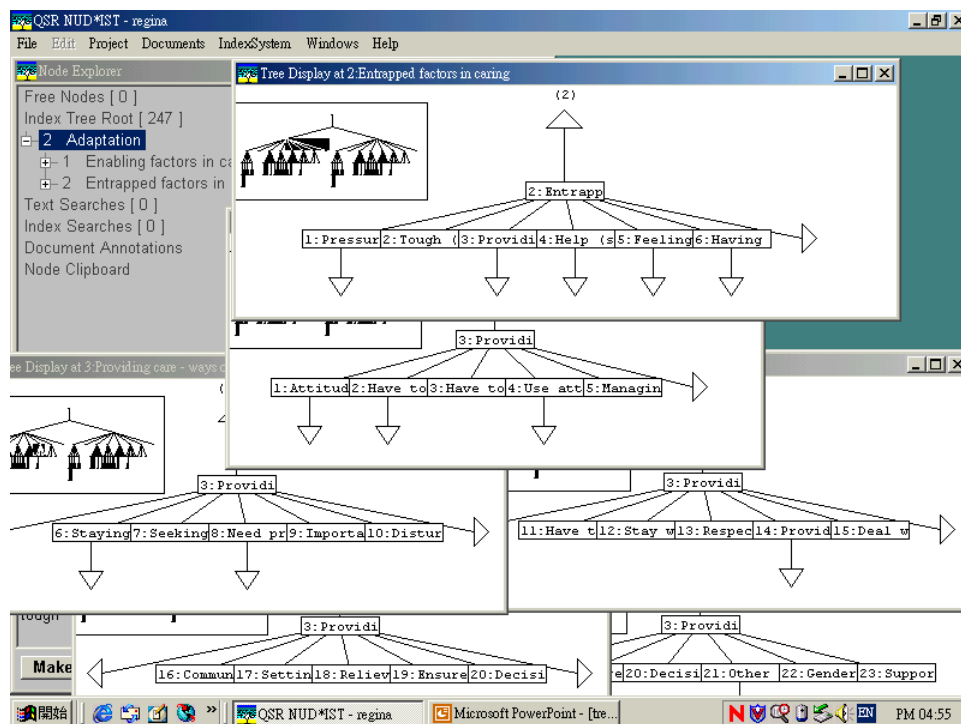 QSR NUD*IST - regina
File Edit Project Documents IndexSystem Windows Help
Node Explorer
Free Nodes [ 0 ]
Index Tree Root [ 247 ]
2 Adaptation
1 Enabling factors in ca
2 Entrapped factors in
Text Searches [ 0 ]
Index Searches [ 0 ]
Document Annotations
Node Clipboard
Tree Display at 2:Entrapped factors in caring
(2)
2:Entrapp
1:Pressur 2:Tough ( 3:Providi 4:Help (s 5:Feeling 6:Having
3:Providi
1:Attitud 2:Have to 3:Have to 4:Use att 5:Managin
ee Display at 3:Providing care - ways o
3:Providi
6:Staying 7:Seeking 8:Need pr 9:Importa 10:Distur
3:Providi
11:Have t 12:Stay w 13:Respec 14:Provid 15:Deal w
tough
Make
3:Providi
16:Commun 17:Settin 18:Reliev 19:Ensure 20:Decisi
3:Providi
e 20:Decisi 21:Other 22:Gender 23:Suppor
開始 » QSR NUD*IST - regina Microsoft PowerPoint - [tre... EN PM 04:55